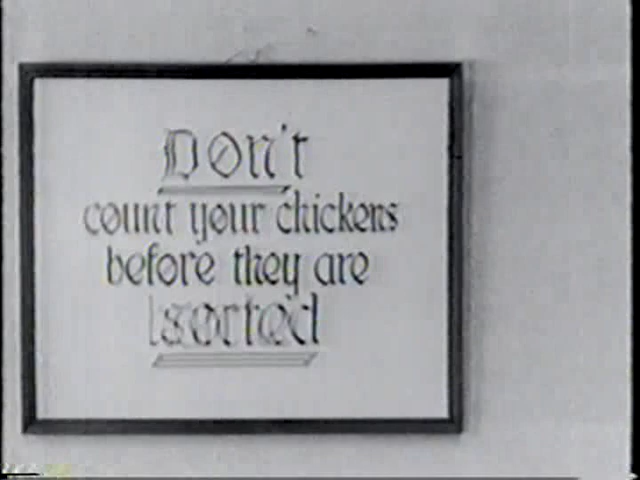 Don't
count your chickens
before they are
sorted